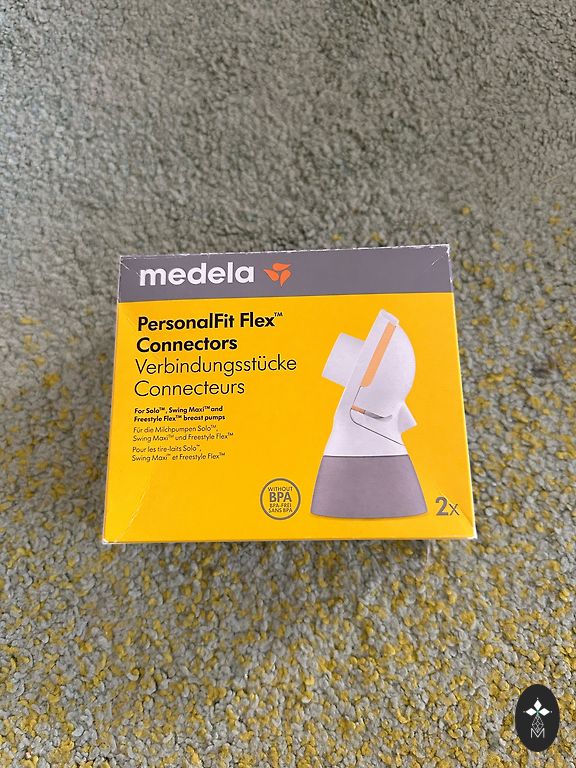 medela
PersonalFit Flex™
Connectors
Verbindungsstücke
Connecteurs
For Solo™, Swing Maxi™ and
Freestyle Flex™ breast pumps
Für die Milchpumpen Solo™,
Swing Maxi™ und Freestyle Flex™
Pour les tire-laits Solo™,
Swing Maxi™ et Freestyle Flex™
WITHOUT
BPA
BPA-FREI
SANS BPA
2x
M